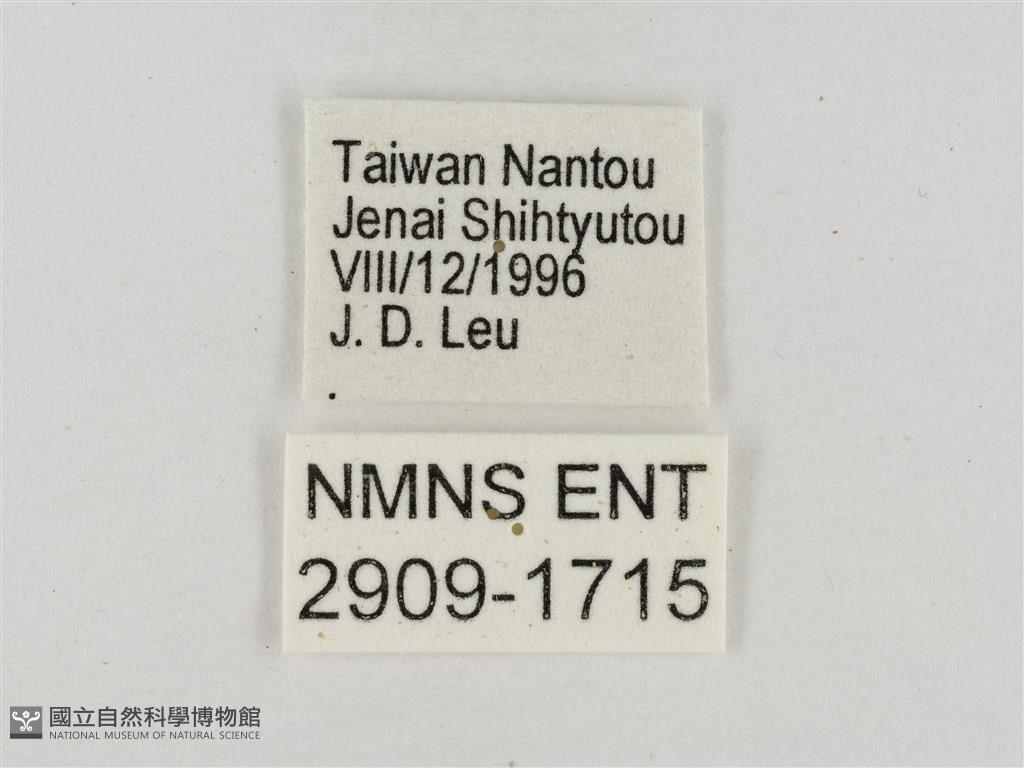 Taiwan Nantou
Jenai Shihtyutou
VIII/12/1996
J. D. Leu
NMNS ENT
2909-1715
國立自然科學博物館
NATIONAL MUSEUM OF NATURAL SCIENCE